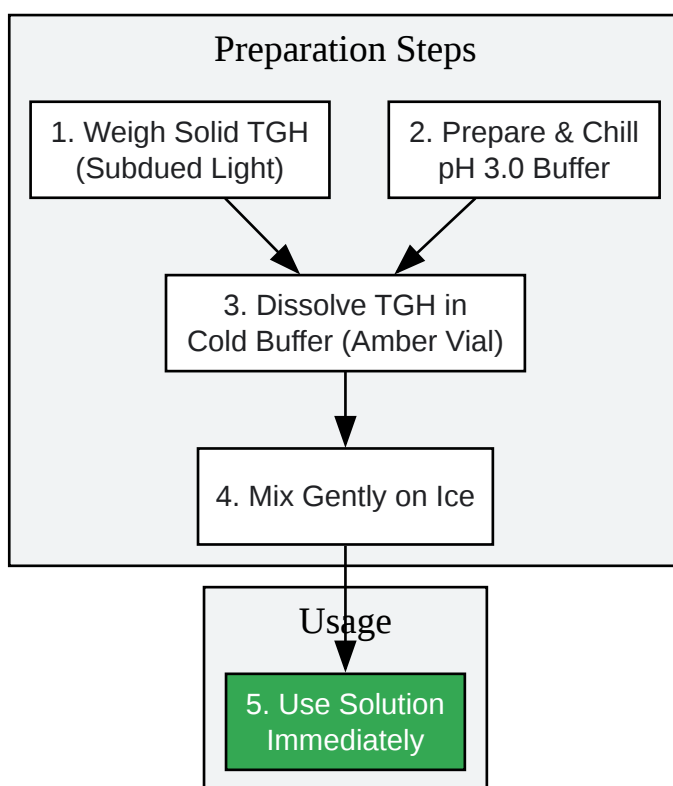 Preparation Steps
1. Weigh Solid TGH
(Subdued Light)
2. Prepare & Chill
pH 3.0 Buffer
3. Dissolve TGH in
Cold Buffer (Amber Vial)
4. Mix Gently on Ice
Usage
5. Use Solution
Immediately